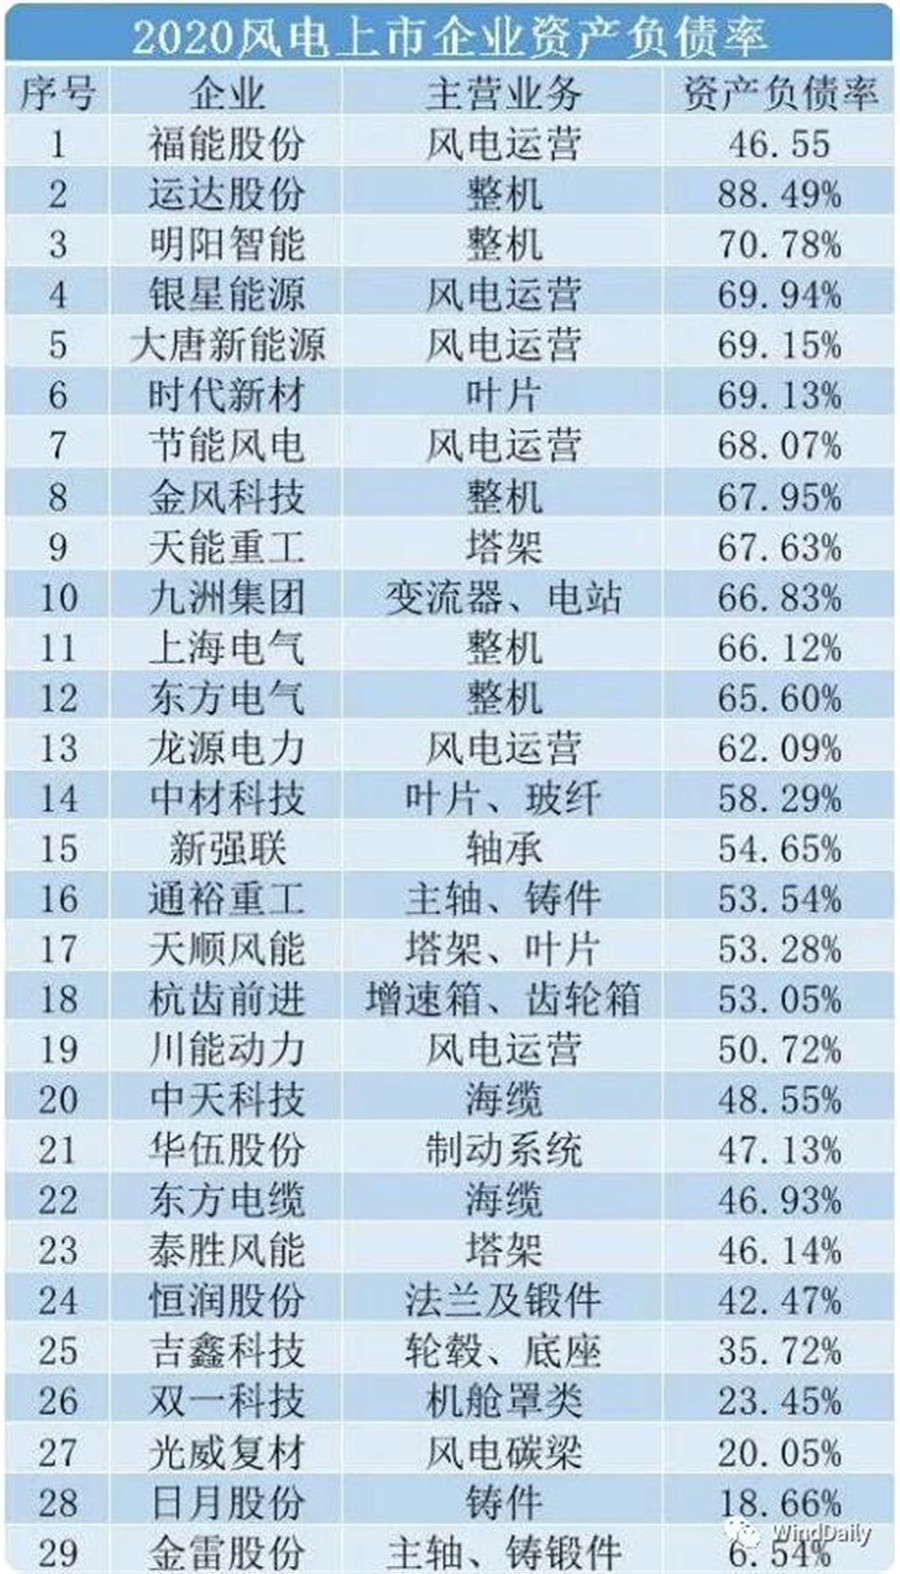 2020风电上市企业资产负债率
序号 企业 主营业务 资产负债率
1 福能股份 风电运营 46.55
2 运达股份 整机 88.49%
3 明阳智能 整机 70.78%
4 银星能源 风电运营 69.94%
5 大唐新能源 风电运营 69.15%
6 时代新材 叶片 69.13%
7 节能风电 风电运营 68.07%
8 金风科技 整机 67.95%
9 天能重工 塔架 67.63%
10 九洲集团 变流器、电站 66.83%
11 上海电气 整机 66.12%
12 东方电气 整机 65.60%
13 龙源电力 风电运营 62.09%
14 中材科技 叶片、玻纤 58.29%
15 新强联 轴承 54.65%
16 通裕重工 主轴、铸件 53.54%
17 天顺风能 塔架、叶片 53.28%
18 杭齿前进 增速箱、齿轮箱 53.05%
19 川能动力 风电运营 50.72%
20 中天科技 海缆 48.55%
21 华伍股份 制动系统 47.13%
22 东方电缆 海缆 46.93%
23 泰胜风能 塔架 46.14%
24 恒润股份 法兰及锻件 42.47%
25 吉鑫科技 轮毂、底座 35.72%
26 双一科技 机舱罩类 23.45%
27 光威复材 风电碳梁 20.05%
28 日月股份 铸件 18.66%
WindDaily
29 金雷股份 主轴、铸锻件 6.54%